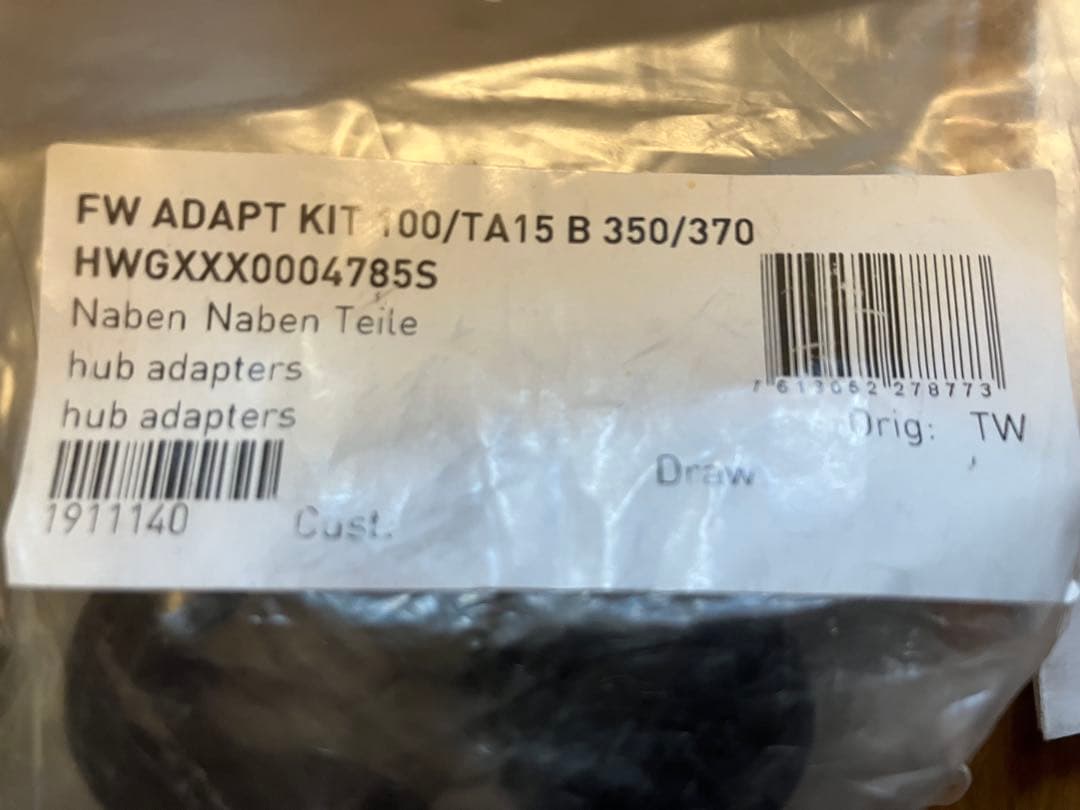 FW ADAPT KIT 100/TA15 B 350/370
HWGXXX0004785S
Naben Naben Teile
hub adapters
hub adapters
7 613052 278773
Orig: TW
Draw
1911140
Cust.